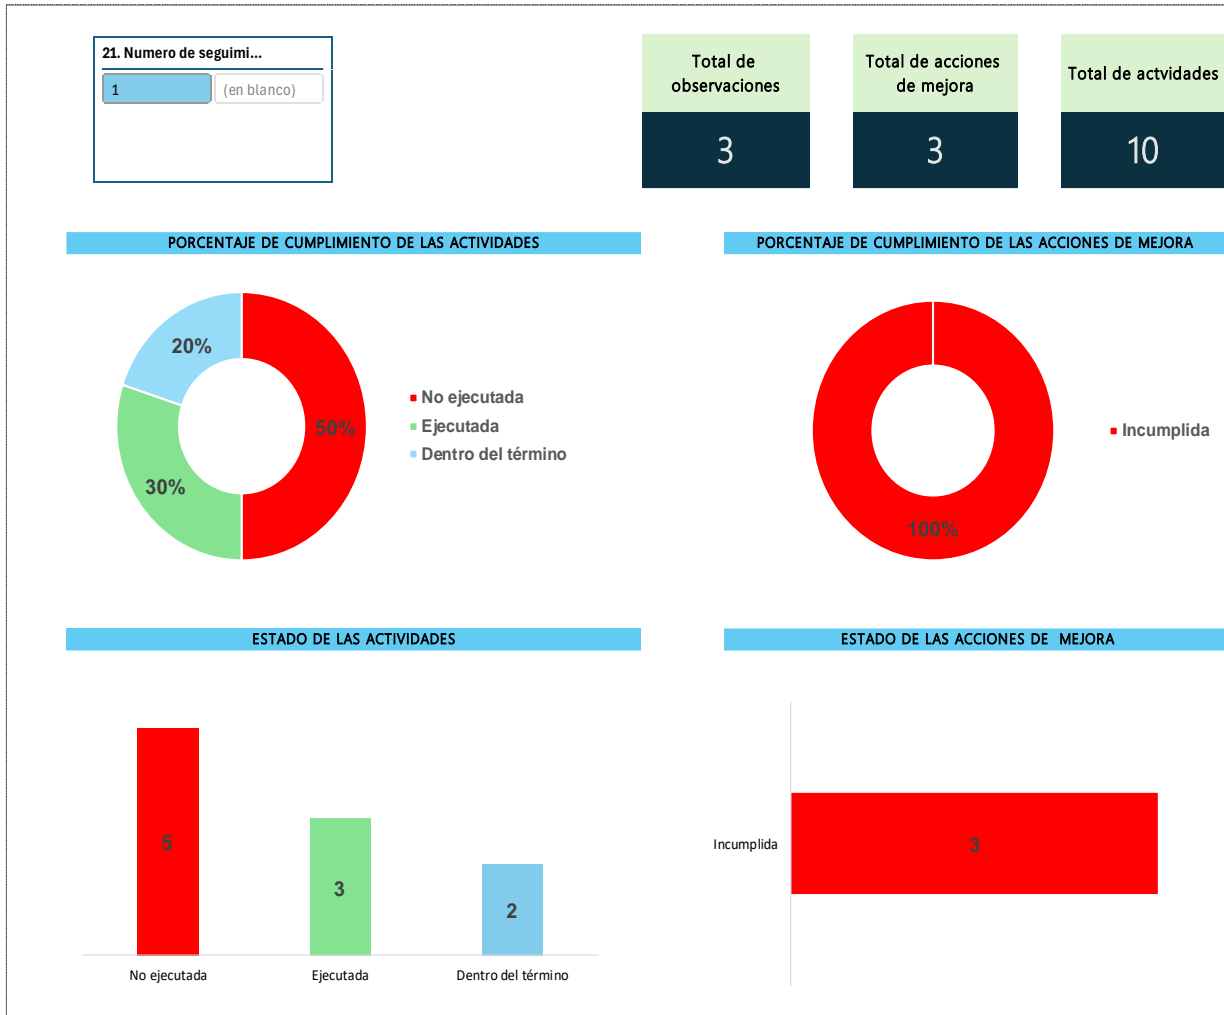 21. Numero de seguimi...
1
(en blanco)
Total de
observaciones
3
Total de acciones
de mejora
3
Total de actvidades
10
PORCENTAJE DE CUMPLIMIENTO DE LAS ACTIVIDADES
20%
50%
30%
No ejecutada
Ejecutada
Dentro del término
PORCENTAJE DE CUMPLIMIENTO DE LAS ACCIONES DE MEJORA
100%
Incumplida
ESTADO DE LAS ACTIVIDADES
5
3
2
No ejecutada
Ejecutada
Dentro del término
ESTADO DE LAS ACCIONES DE  MEJORA
Incumplida
3